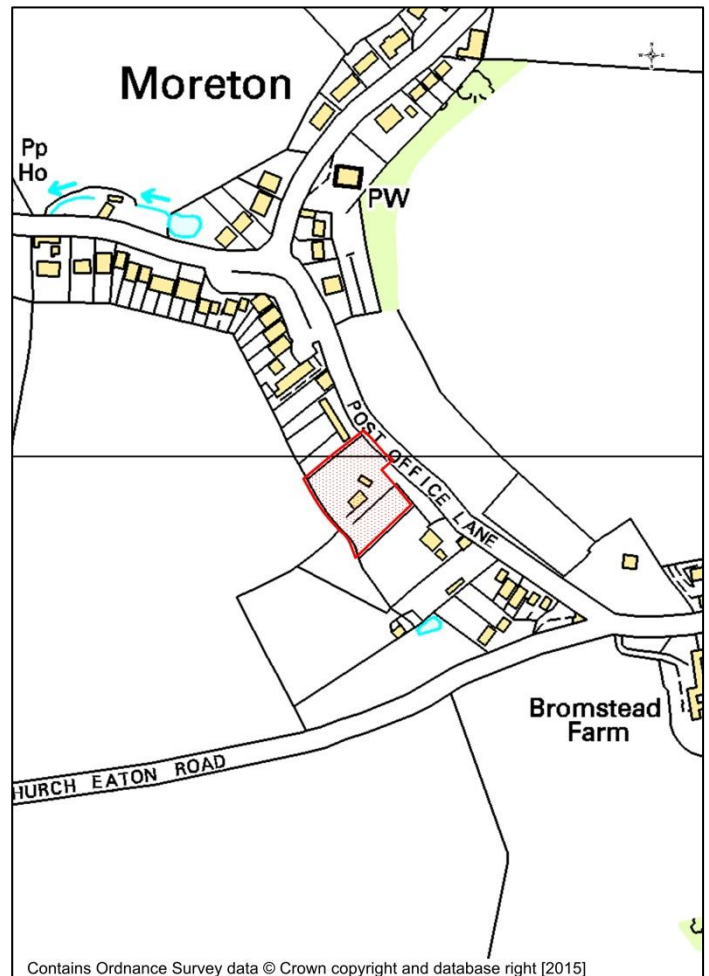 Moreton
Pp
Ho
PW
POST OFFICE LANE
Bromstead
Farm
HURCH EATON ROAD
Contains Ordnance Survey data © Crown copyright and database right [2015]